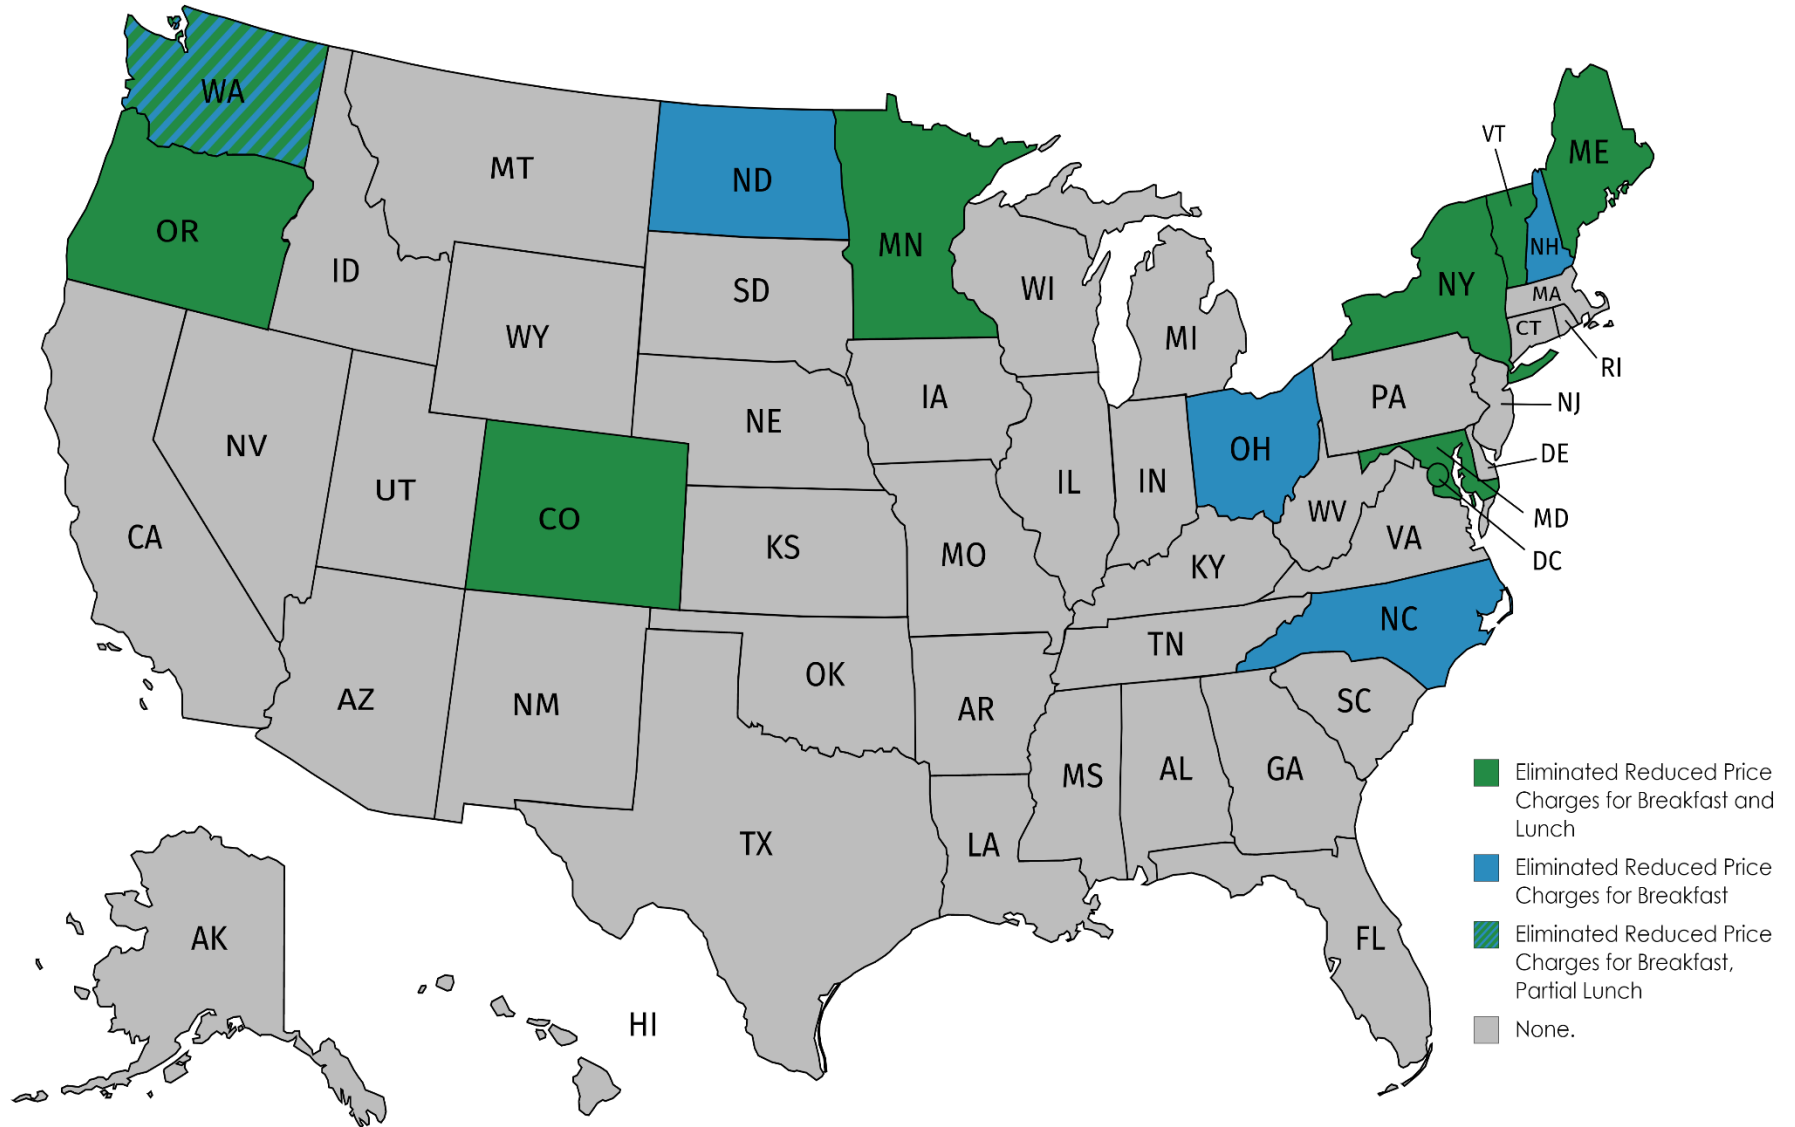 WA
VT
ME
MT
ND
OR
MN
NH
ID
SD
WI
NY
MA
CT
WY
MI
RI
IA
PA
NJ
NE
NV
OH
DE
UT
IL
IN
CO
WV
MD
CA
KS
MO
KY
VA
DC
NC
TN
OK
AZ
NM
AR
SC
MS
AL
GA
Eliminated Reduced Price
Charges for Breakfast and
Lunch
TX
LA
Eliminated Reduced Price
Charges for Breakfast
AK
FL
Eliminated Reduced Price
Charges for Breakfast,
Partial Lunch
HI
None.